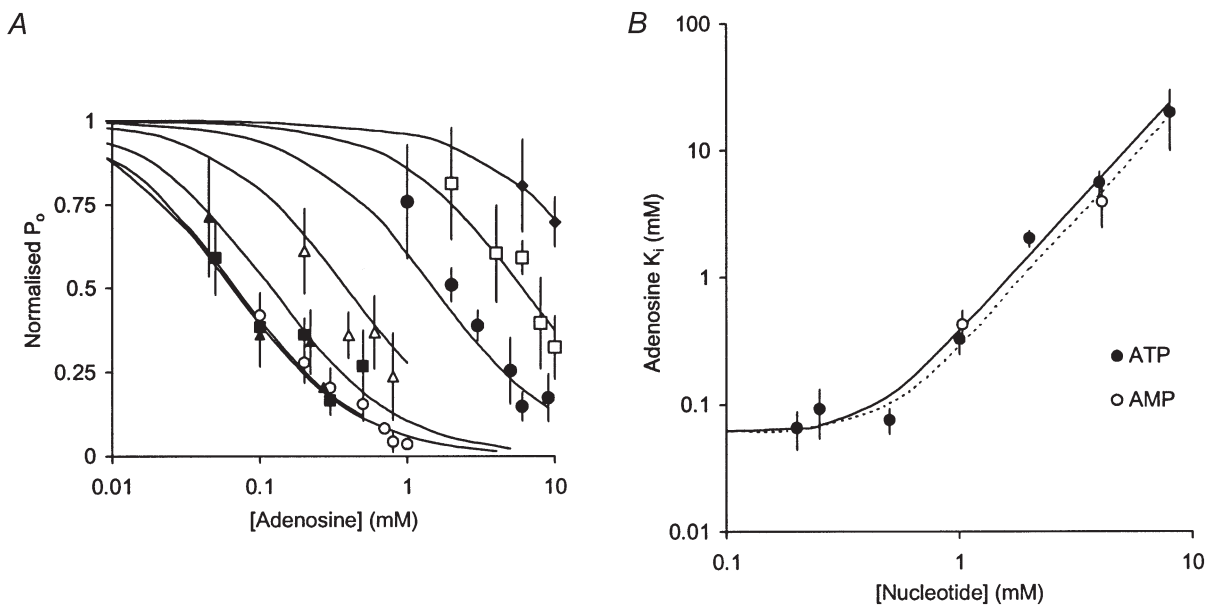 A
Normalised Po
1
0.75
0.5
0.25
0
0.01
0.1
1
10
[Adenosine] (mM)
B
Adenosine Ki (mM)
100
10
1
0.1
0.01
ATP
AMP
0.1
1
10
[Nucleotide] (mM)